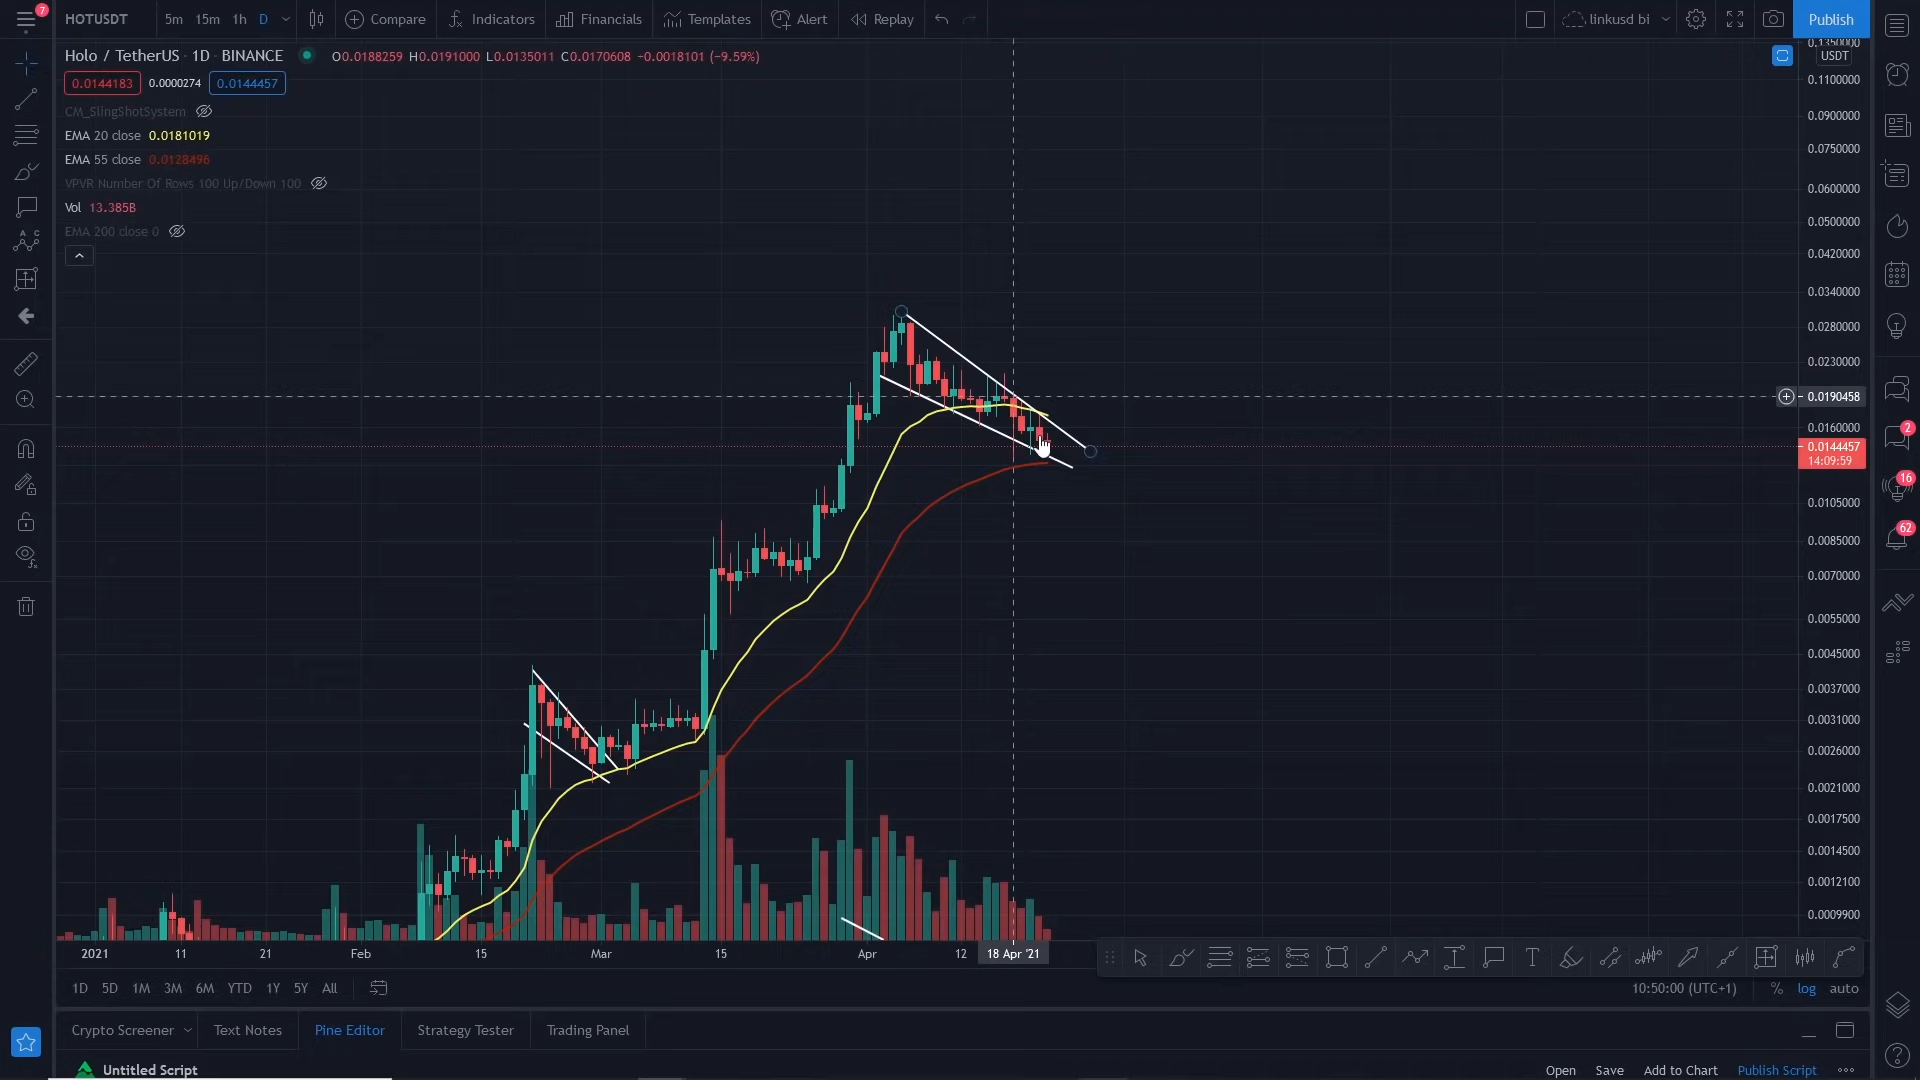 7
HOTUSDT 5m 15m 1h D Compare Indicators Financials Templates Alert Replay linkusd bi Publish
Holo / TetherUS · 1D · BINANCE O0.0188259 H0.0191000 L0.0135011 C0.0170608 −0.0018101 (−9.59%)
0.0144183 0.0000274 0.0144457
CM_SlingShotSystem
EMA 20 close 0.0181019
EMA 55 close 0.0128496
VPVR Number Of Rows 100 Up/Down 100
Vol 13.385B
EMA 200 close 0
0.1350000
USDT
0.1100000
0.0900000
0.0750000
0.0600000
0.0500000
0.0420000
0.0340000
0.0280000
0.0230000
0.0190458
0.0160000
0.0144457
14:09:59
0.0105000
0.0085000
0.0070000
0.0055000
0.0045000
0.0037000
0.0031000
0.0026000
0.0021000
0.0017500
0.0014500
0.0012100
0.0009900
2
16
62
A C
2021 11 21 Feb 15 Mar 15 Apr 12 18 Apr '21
1D 5D 1M 3M 6M YTD 1Y 5Y All 10:50:00 (UTC+1) % log auto
Crypto Screener Text Notes Pine Editor Strategy Tester Trading Panel
Untitled Script Open Save Add to Chart Publish Script